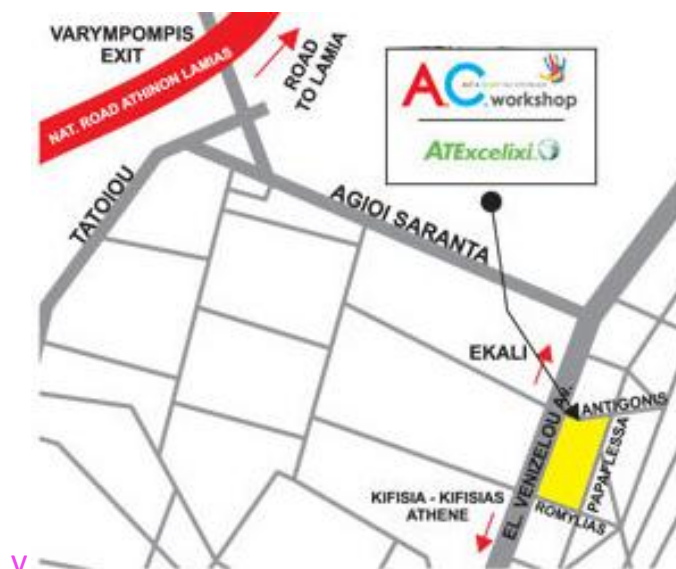 VARYMPOMPIS
EXIT
NAT. ROAD ATHINON LAMIAS
ROAD
TO LAMIA
A.C. workshop
ATExcelixi.
TATOIOU
AGIOI SARANTA
EKALI
ANTIGONIS
EL. VENIZELOU AV.
PAPAFLESSA
KIFISIA - KIFISIAS
ATHENE
ROMYLIAS
V